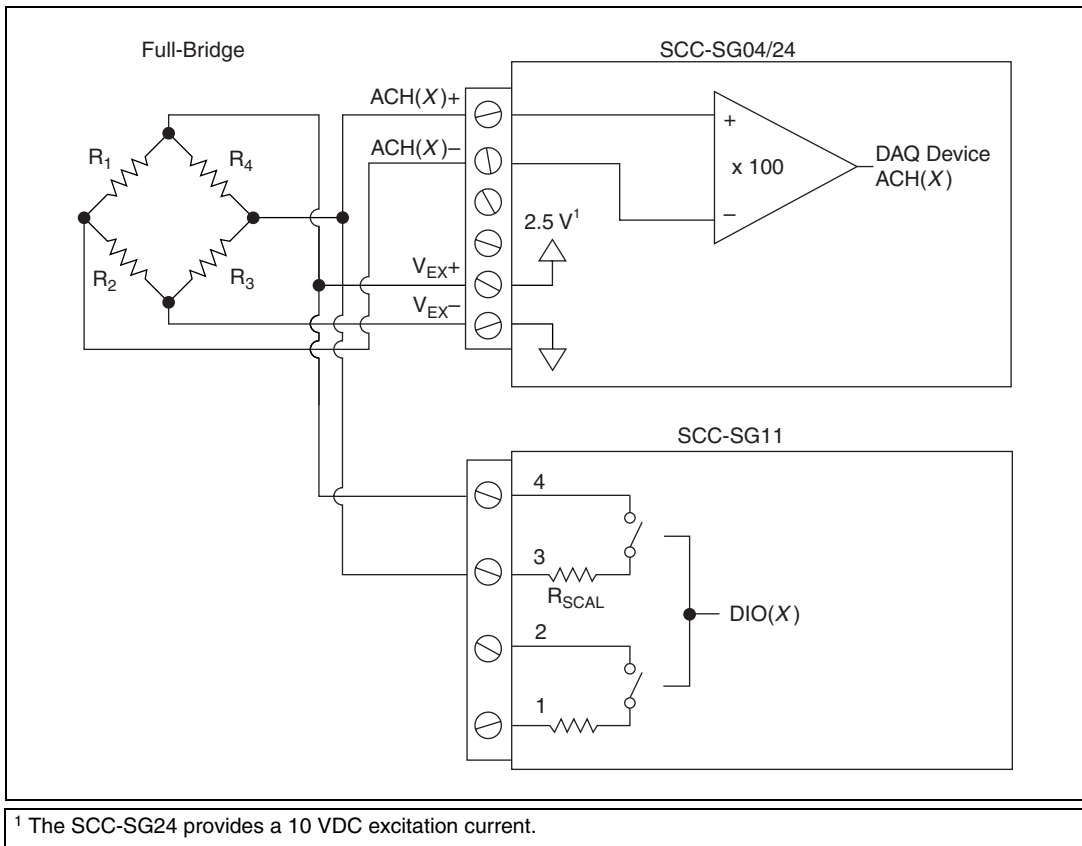 Full-Bridge
SCC-SG04/24
ACH(X)+
ACH(X)–
R1
R4
R2
R3
+
x 100
–
DAQ Device
ACH(X)
2.5 V1
VEX+
VEX–
SCC-SG11
4
3
RSCAL
2
1
DIO(X)
1 The SCC-SG24 provides a 10 VDC excitation current.